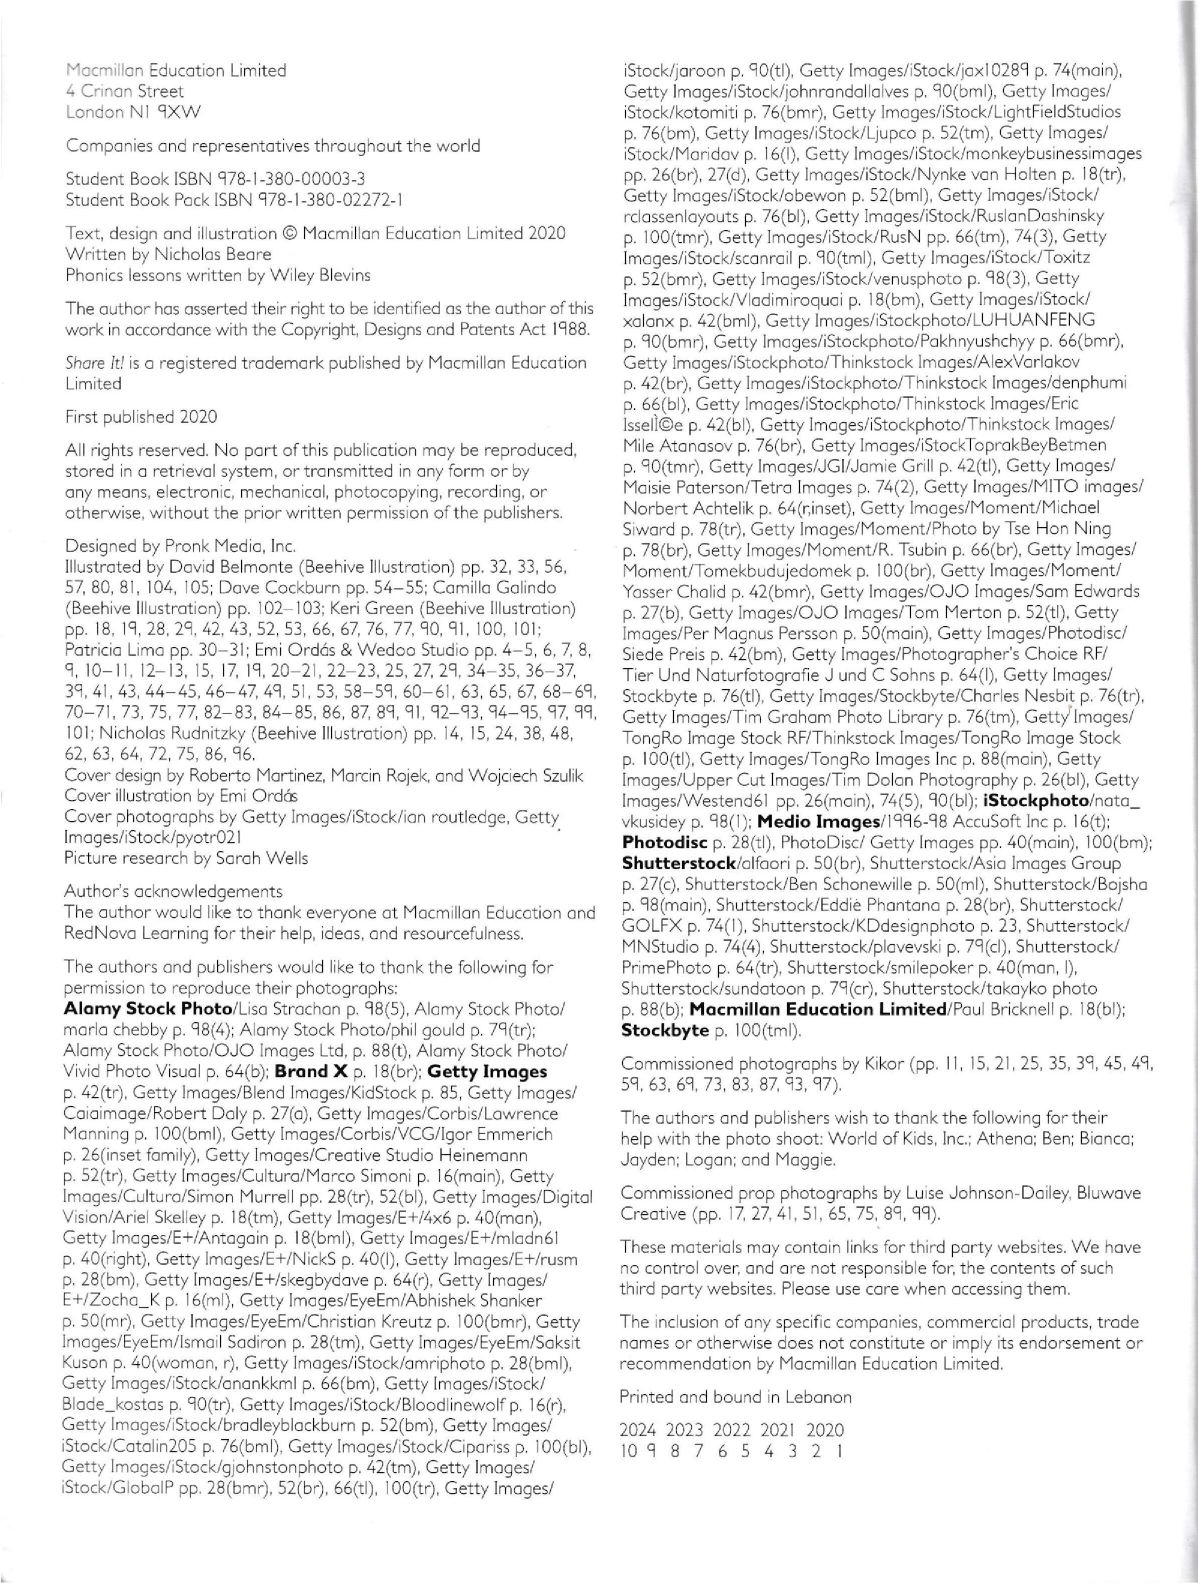 Macmillan Education Limited
4 Crinan Street
London N1 9XW
Companies and representatives throughout the world
Student Book ISBN 978-1-380-00003-3
Student Book Pack ISBN 978-1-380-02272-1
Text, design and illustration © Macmillan Education Limited 2020
Written by Nicholas Beare
Phonics lessons written by Wiley Blevins
The author has asserted their right to be identified as the author of this
work in accordance with the Copyright, Designs and Patents Act 1988.
Share It! is a registered trademark published by Macmillan Education
Limited
First published 2020
All rights reserved. No part of this publication may be reproduced,
stored in a retrieval system, or transmitted in any form or by
any means, electronic, mechanical, photocopying, recording, or
otherwise, without the prior written permission of the publishers.
Designed by Pronk Media, Inc.
Illustrated by David Belmonte (Beehive Illustration) pp. 32, 33, 56,
57, 80, 81, 104, 105; Dave Cockburn pp. 54–55; Camilla Galindo
(Beehive Illustration) pp. 102–103; Keri Green (Beehive Illustration)
pp. 18, 19, 28, 29, 42, 43, 52, 53, 66, 67, 76, 77, 90, 91, 100, 101;
Patricia Lima pp. 30–31; Emi Ordás & Wedoo Studio pp. 4–5, 6, 7, 8,
9, 10–11, 12–13, 15, 17, 19, 20–21, 22–23, 25, 27, 29, 34–35, 36–37,
39, 41, 43, 44–45, 46–47, 49, 51, 53, 58–59, 60–61, 63, 65, 67, 68–69,
70–71, 73, 75, 77, 82–83, 84–85, 86, 87, 89, 91, 92–93, 94–95, 97, 99,
101; Nicholas Rudnitzky (Beehive Illustration) pp. 14, 15, 24, 38, 48,
62, 63, 64, 72, 75, 86, 96.
Cover design by Roberto Martinez, Marcin Rojek, and Wojciech Szulik
Cover illustration by Emi Ordás
Cover photographs by Getty Images/iStock/ian routledge, Getty
Images/iStock/pyotr021
Picture research by Sarah Wells
Author's acknowledgements
The author would like to thank everyone at Macmillan Education and
RedNova Learning for their help, ideas, and resourcefulness.
The authors and publishers would like to thank the following for
permission to reproduce their photographs:
Alamy Stock Photo/Lisa Strachan p. 98(5), Alamy Stock Photo/
marla chebby p. 98(4); Alamy Stock Photo/phil gould p. 79(tr);
Alamy Stock Photo/OJO Images Ltd, p. 88(t), Alamy Stock Photo/
Vivid Photo Visual p. 64(b); Brand X p. 18(br); Getty Images
p. 42(tr), Getty Images/Blend Images/KidStock p. 85, Getty Images/
Caiaimage/Robert Daly p. 27(a), Getty Images/Corbis/Lawrence
Manning p. 100(bml), Getty Images/Corbis/VCG/Igor Emmerich
p. 26(inset family), Getty Images/Creative Studio Heinemann
p. 52(tr), Getty Images/Cultura/Marco Simoni p. 16(main), Getty
Images/Cultura/Simon Murrell pp. 28(tr), 52(bl), Getty Images/Digital
Vision/Ariel Skelley p. 18(tm), Getty Images/E+/4x6 p. 40(man),
Getty Images/E+/Antagain p. 18(bml), Getty Images/E+/mladn61
p. 40(right), Getty Images/E+/NickS p. 40(l), Getty Images/E+/rusm
p. 28(bm), Getty Images/E+/skegbydave p. 64(r), Getty Images/
E+/Zocha_K p. 16(ml), Getty Images/EyeEm/Abhishek Shanker
p. 50(mr), Getty Images/EyeEm/Christian Kreutz p. 100(bmr), Getty
Images/EyeEm/Ismail Sadiron p. 28(tm), Getty Images/EyeEm/Saksit
Kuson p. 40(woman, r), Getty Images/iStock/amriphoto p. 28(bml),
Getty Images/iStock/anankkml p. 66(bm), Getty Images/iStock/
Blade_kostas p. 90(tr), Getty Images/iStock/Bloodlinewolf p. 16(r),
Getty Images/iStock/bradleyblackburn p. 52(bm), Getty Images/
iStock/Catalin205 p. 76(bml), Getty Images/iStock/Cipariss p. 100(bl),
Getty Images/iStock/gjohnstonphoto p. 42(tm), Getty Images/
iStock/GlobalP pp. 28(bmr), 52(br), 66(tl), 100(tr), Getty Images/
iStock/jaroon p. 90(tl), Getty Images/iStock/jax10289 p. 74(main),
Getty Images/iStock/johnrandallalves p. 90(bml), Getty Images/
iStock/kotomiti p. 76(bmr), Getty Images/iStock/LightFieldStudios
p. 76(bm), Getty Images/iStock/Ljupco p. 52(tm), Getty Images/
iStock/Maridav p. 16(l), Getty Images/iStock/monkeybusinessimages
pp. 26(br), 27(d), Getty Images/iStock/Nynke van Holten p. 18(tr),
Getty Images/iStock/obewon p. 52(bml), Getty Images/iStock/
rclassenlayouts p. 76(bl), Getty Images/iStock/RuslanDashinsky
p. 100(tmr), Getty Images/iStock/RusN pp. 66(tm), 74(3), Getty
Images/iStock/scanrail p. 90(tml), Getty Images/iStock/Toxitz
p. 52(bmr), Getty Images/iStock/venusphoto p. 98(3), Getty
Images/iStock/Vladimiroquai p. 18(bm), Getty Images/iStock/
xalanx p. 42(bml), Getty Images/iStockphoto/LUHUANFENG
p. 90(bmr), Getty Images/iStockphoto/Pakhnyushchyy p. 66(bmr),
Getty Images/iStockphoto/Thinkstock Images/AlexVarlakov
p. 42(br), Getty Images/iStockphoto/Thinkstock Images/denphumi
p. 66(bl), Getty Images/iStockphoto/Thinkstock Images/Eric
IsselÌ©e p. 42(bl), Getty Images/iStockphoto/Thinkstock Images/
Mile Atanasov p. 76(br), Getty Images/iStockToprakBeyBetmen
p. 90(tmr), Getty Images/JGI/Jamie Grill p. 42(tl), Getty Images/
Maisie Paterson/Tetra Images p. 74(2), Getty Images/MITO images/
Norbert Achtelik p. 64(r,inset), Getty Images/Moment/Michael
Siward p. 78(tr), Getty Images/Moment/Photo by Tse Hon Ning
p. 78(br), Getty Images/Moment/R. Tsubin p. 66(br), Getty Images/
Moment/Tomekbudujedomek p. 100(br), Getty Images/Moment/
Yasser Chalid p. 42(bmr), Getty Images/OJO Images/Sam Edwards
p. 27(b), Getty Images/OJO Images/Tom Merton p. 52(tl), Getty
Images/Per Magnus Persson p. 50(main), Getty Images/Photodisc/
Siede Preis p. 42(bm), Getty Images/Photographer's Choice RF/
Tier Und Naturfotografie J und C Sohns p. 64(l), Getty Images/
Stockbyte p. 76(tl), Getty Images/Stockbyte/Charles Nesbit p. 76(tr),
Getty Images/Tim Graham Photo Library p. 76(tm), Getty Images/
TongRo Image Stock RF/Thinkstock Images/TongRo Image Stock
p. 100(tl), Getty Images/TongRo Images Inc p. 88(main), Getty
Images/Upper Cut Images/Tim Dolan Photography p. 26(bl), Getty
Images/Westend61 pp. 26(main), 74(5), 90(bl); iStockphoto/nata_
vkusidey p. 98(1); Medio Images/1996-98 AccuSoft Inc p. 16(t);
Photodisc p. 28(tl), PhotoDisc/ Getty Images pp. 40(main), 100(bm);
Shutterstock/alfaori p. 50(br), Shutterstock/Asia Images Group
p. 27(c), Shutterstock/Ben Schonewille p. 50(ml), Shutterstock/Bojsha
p. 98(main), Shutterstock/Eddie Phantana p. 28(br), Shutterstock/
GOLFX p. 74(1), Shutterstock/KDdesignphoto p. 23, Shutterstock/
MNStudio p. 74(4), Shutterstock/plavevski p. 79(cl), Shutterstock/
PrimePhoto p. 64(tr), Shutterstock/smilepoker p. 40(man, l),
Shutterstock/sundatoon p. 79(cr), Shutterstock/takayko photo
p. 88(b); Macmillan Education Limited/Paul Bricknell p. 18(bl);
Stockbyte p. 100(tml).
Commissioned photographs by Kikor (pp. 11, 15, 21, 25, 35, 39, 45, 49,
59, 63, 69, 73, 83, 87, 93, 97).
The authors and publishers wish to thank the following for their
help with the photo shoot: World of Kids, Inc.; Athena; Ben; Bianca;
Jayden; Logan; and Maggie.
Commissioned prop photographs by Luise Johnson-Dailey, Bluwave
Creative (pp. 17, 27, 41, 51, 65, 75, 89, 99).
These materials may contain links for third party websites. We have
no control over, and are not responsible for, the contents of such
third party websites. Please use care when accessing them.
The inclusion of any specific companies, commercial products, trade
names or otherwise does not constitute or imply its endorsement or
recommendation by Macmillan Education Limited.
Printed and bound in Lebanon
2024 2023 2022 2021 2020
10 9 8 7 6 5 4 3 2 1